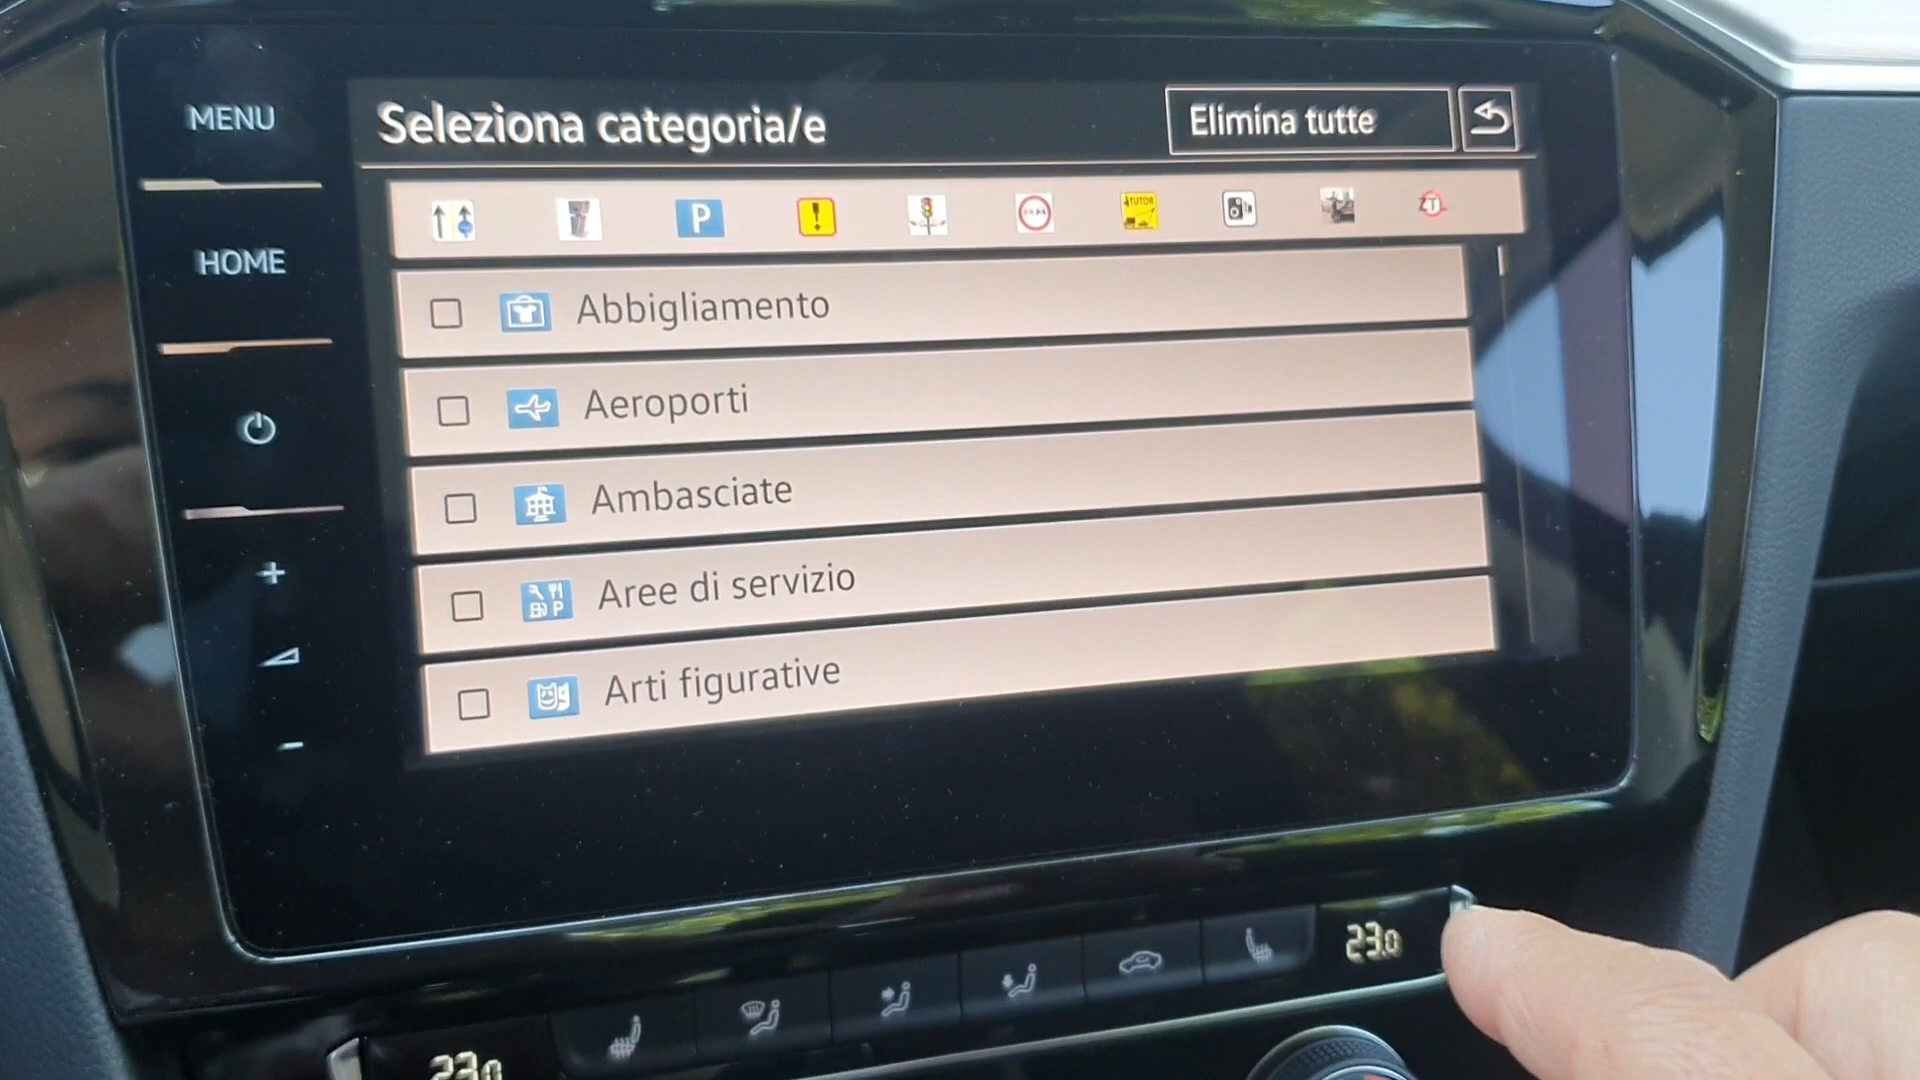 MENU
Seleziona categoria/e
Elimina tutte
HOME
P
TUTOR
T
Abbigliamento
Aeroporti
Ambasciate
P
Aree di servizio
Arti figurative
+
-
23.0
23.0